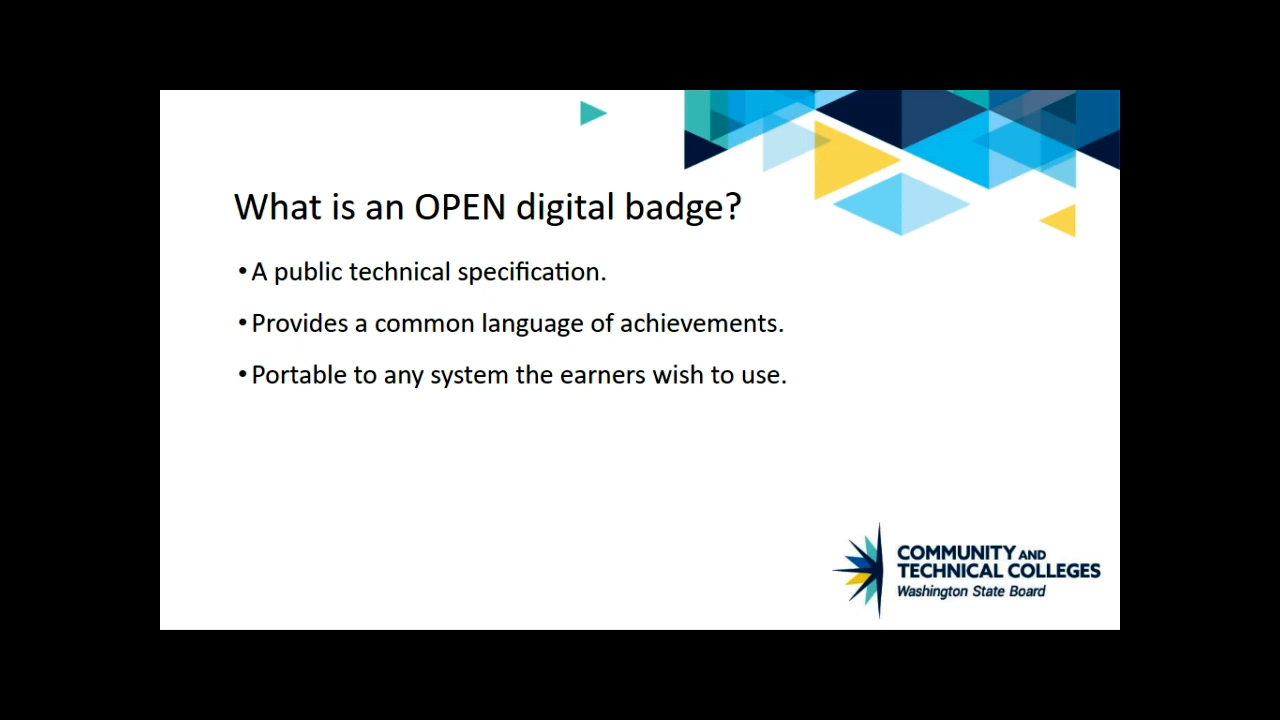 What is an OPEN digital badge?
•A public technical specification.
•Provides a common language of achievements.
•Portable to any system the earners wish to use.
COMMUNITY AND
TECHNICAL COLLEGES
Washington State Board